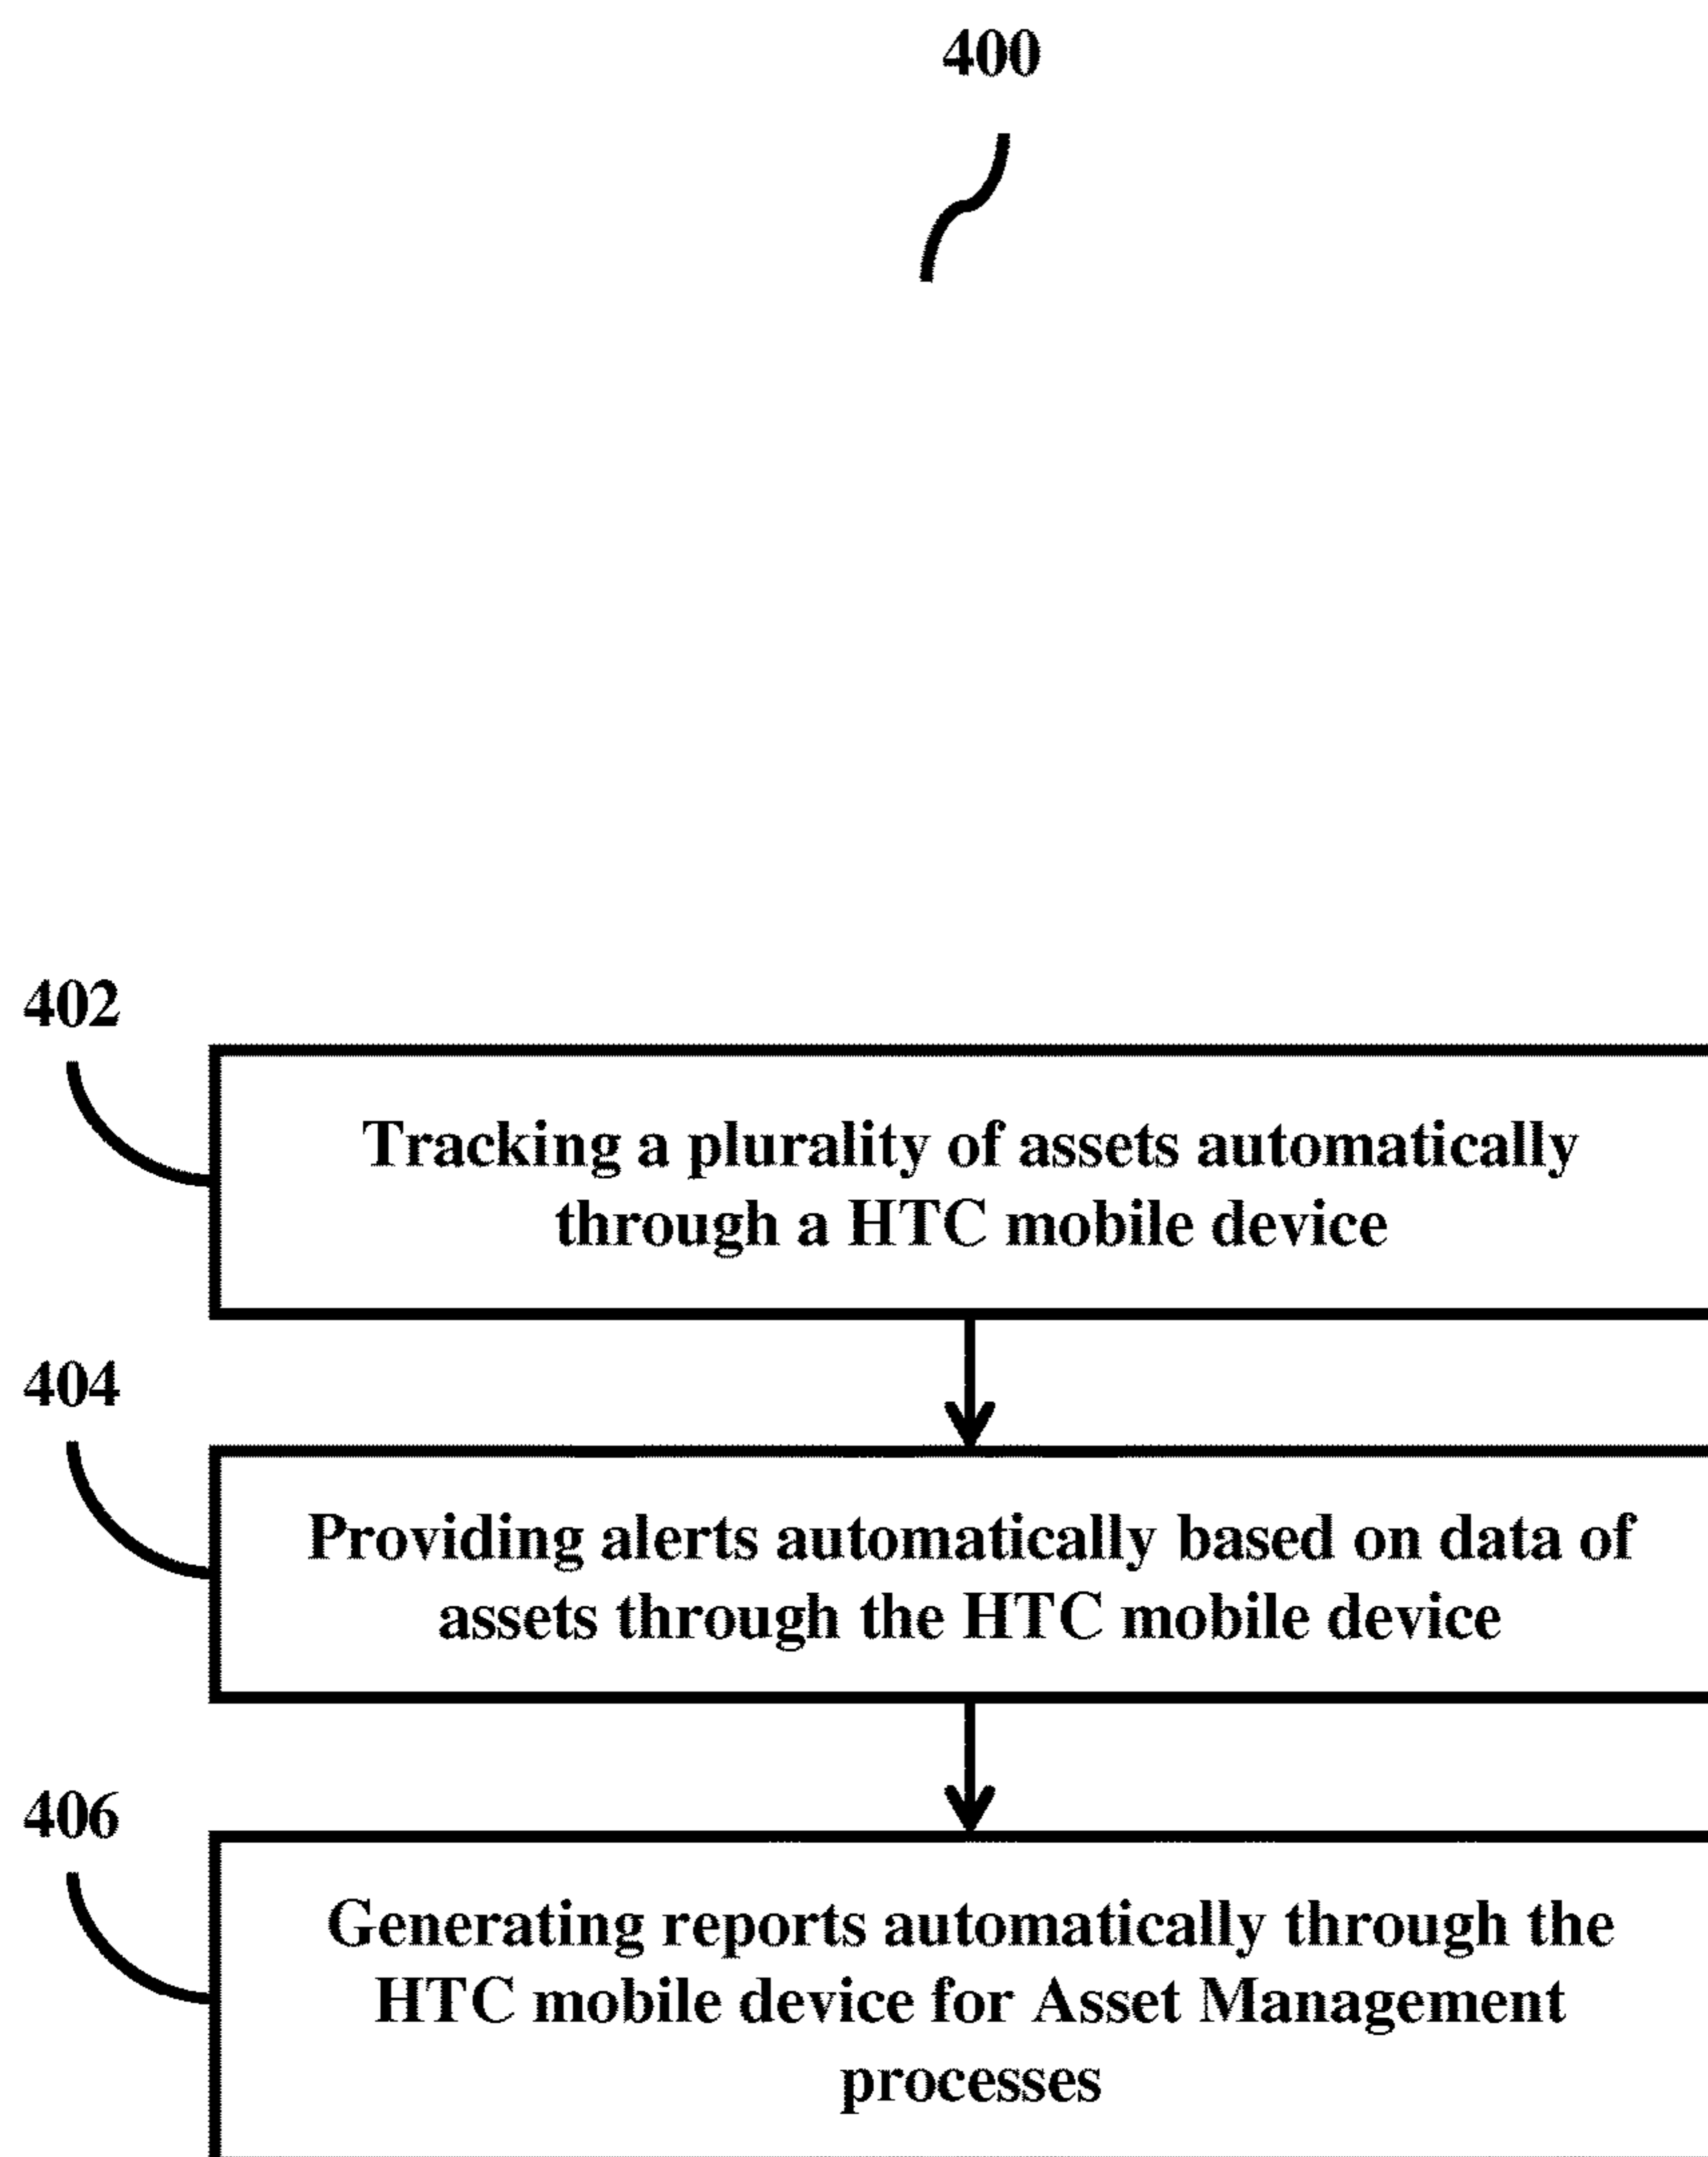 400
402
Tracking a plurality of assets automatically
through a HTC mobile device
404
Providing alerts automatically based on data of
assets through the HTC mobile device
406
Generating reports automatically through the
HTC mobile device for Asset Management
processes